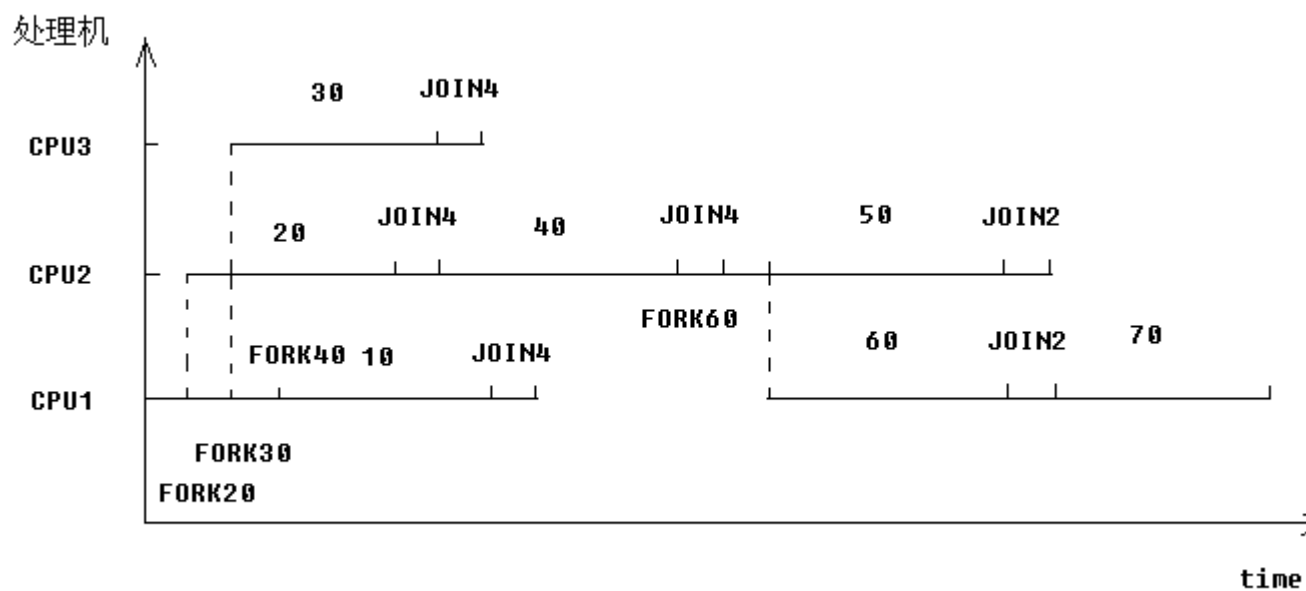 处理机
30 JOIN4
CPU3
20 JOIN4 40 JOIN4 50 JOIN2
CPU2
FORK60
FORK40 10 JOIN4 60 JOIN2 70
CPU1
FORK30
FORK20
time